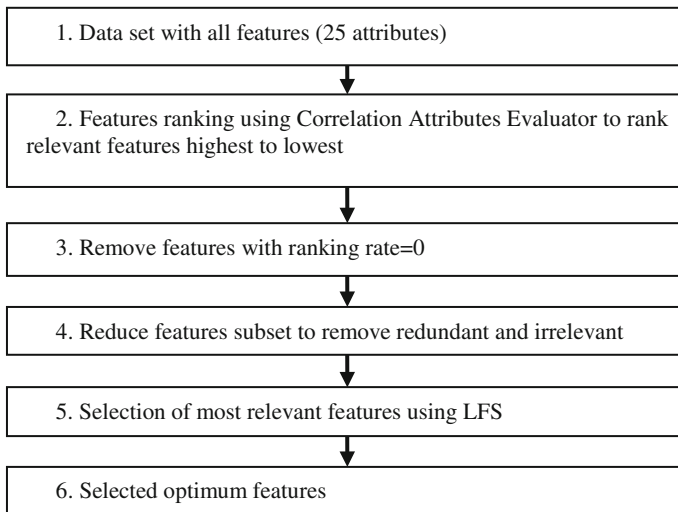 1. Data set with all features (25 attributes)
2. Features ranking using Correlation Attributes Evaluator to rank
relevant features highest to lowest
3. Remove features with ranking rate=0
4. Reduce features subset to remove redundant and irrelevant
5. Selection of most relevant features using LFS
6. Selected optimum features